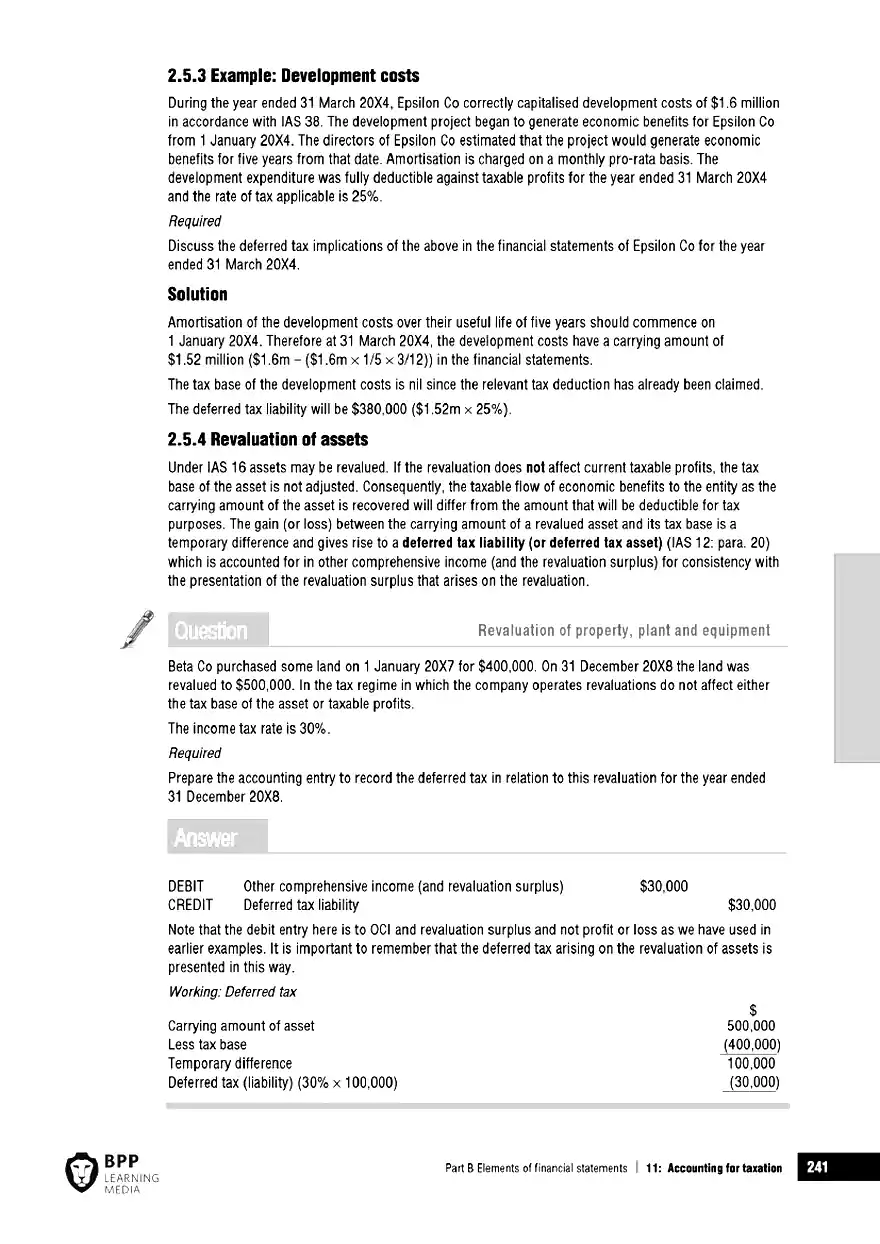 2.5.3 Example: Development costs
During the year ended 31 March 20X4, Epsilon Co correctly capitalised development costs of $1.6 million
in accordance with IAS 38. The development project began to generate economic benefits for Epsilon Co
from 1 January 20X4. The directors of Epsilon Co estimated that the project would generate economic
benefits for five years from that date. Amortisation is charged on a monthly pro-rata basis. The
development expenditure was fully deductible against taxable profits for the year ended 31 March 20X4
and the rate of tax applicable is 25%.
Required
Discuss the deferred tax implications of the above in the financial statements of Epsilon Co for the year
ended 31 March 20X4.
Solution
Amortisation of the development costs over their useful life of five years should commence on
1 January 20X4. Therefore at 31 March 20X4, the development costs have a carrying amount of
$1.52 million ($1.6m – ($1.6m × 1/5 × 3/12)) in the financial statements.
The tax base of the development costs is nil since the relevant tax deduction has already been claimed.
The deferred tax liability will be $380,000 ($1.52m × 25%).
2.5.4 Revaluation of assets
Under IAS 16 assets may be revalued. If the revaluation does not affect current taxable profits, the tax
base of the asset is not adjusted. Consequently, the taxable flow of economic benefits to the entity as the
carrying amount of the asset is recovered will differ from the amount that will be deductible for tax
purposes. The gain (or loss) between the carrying amount of a revalued asset and its tax base is a
temporary difference and gives rise to a deferred tax liability (or deferred tax asset) (IAS 12: para. 20)
which is accounted for in other comprehensive income (and the revaluation surplus) for consistency with
the presentation of the revaluation surplus that arises on the revaluation.
Question Revaluation of property, plant and equipment
Beta Co purchased some land on 1 January 20X7 for $400,000. On 31 December 20X8 the land was
revalued to $500,000. In the tax regime in which the company operates revaluations do not affect either
the tax base of the asset or taxable profits.
The income tax rate is 30%.
Required
Prepare the accounting entry to record the deferred tax in relation to this revaluation for the year ended
31 December 20X8.
Answer
DEBIT Other comprehensive income (and revaluation surplus) $30,000
CREDIT Deferred tax liability $30,000
Note that the debit entry here is to OCI and revaluation surplus and not profit or loss as we have used in
earlier examples. It is important to remember that the deferred tax arising on the revaluation of assets is
presented in this way.
Working: Deferred tax
$
Carrying amount of asset 500,000
Less tax base (400,000)
Temporary difference 100,000
Deferred tax (liability) (30% × 100,000) (30,000)
BPP
LEARNING
MEDIA
Part B Elements of financial statements | 11: Accounting for taxation 241